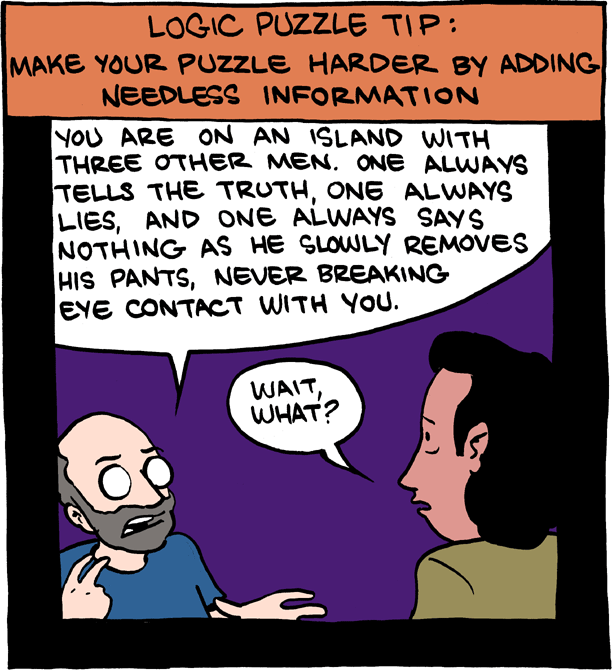 LOGIC PUZZLE TIP:
MAKE YOUR PUZZLE HARDER BY ADDING
NEEDLESS INFORMATION
YOU ARE ON AN ISLAND WITH
THREE OTHER MEN. ONE ALWAYS
TELLS THE TRUTH, ONE ALWAYS
LIES, AND ONE ALWAYS SAYS
NOTHING AS HE SLOWLY REMOVES
HIS PANTS, NEVER BREAKING
EYE CONTACT WITH YOU.
WAIT,
WHAT?